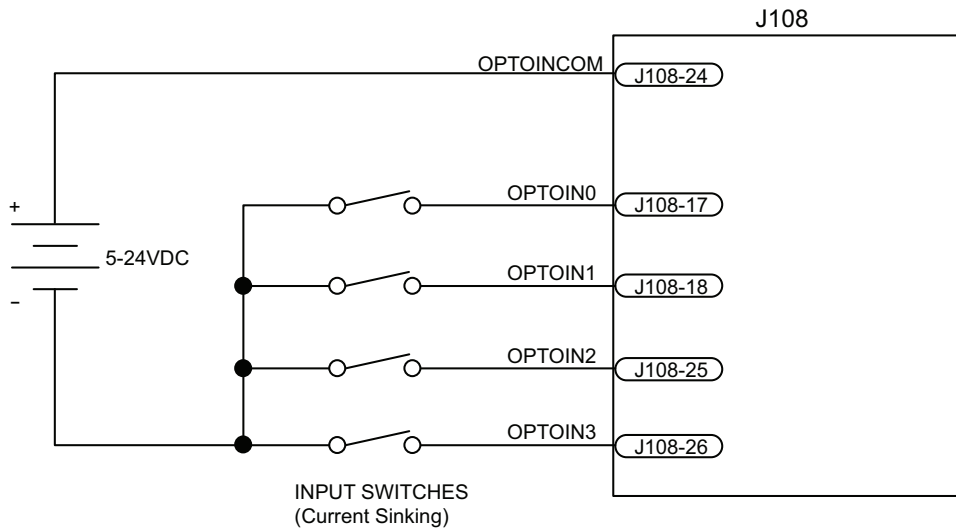 J108
OPTOINCOM
J108-24
+
OPTOIN0
J108-17
5-24VDC
OPTOIN1
J108-18
−
OPTOIN2
J108-25
OPTOIN3
J108-26
INPUT SWITCHES
(Current Sinking)